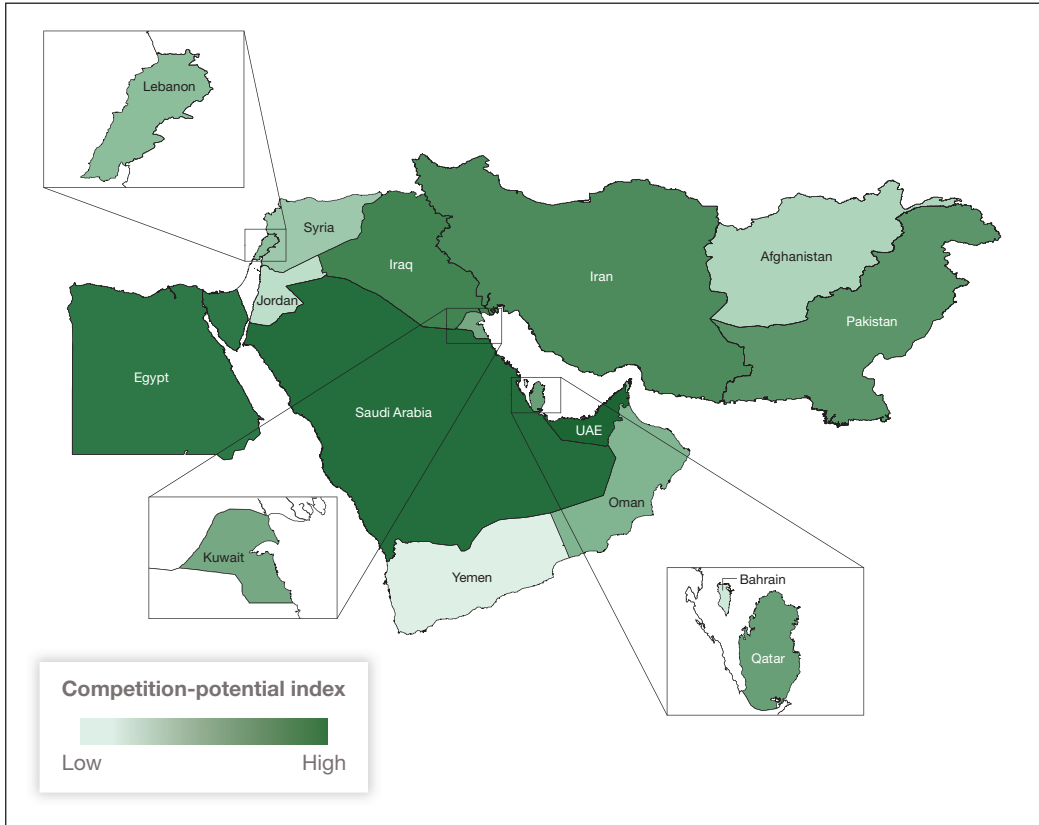 Lebanon
Syria
Iraq
Iran
Afghanistan
Jordan
Pakistan
Egypt
Saudi Arabia
UAE
Oman
Kuwait
Yemen
Bahrain
Qatar
Competition-potential index
Low High